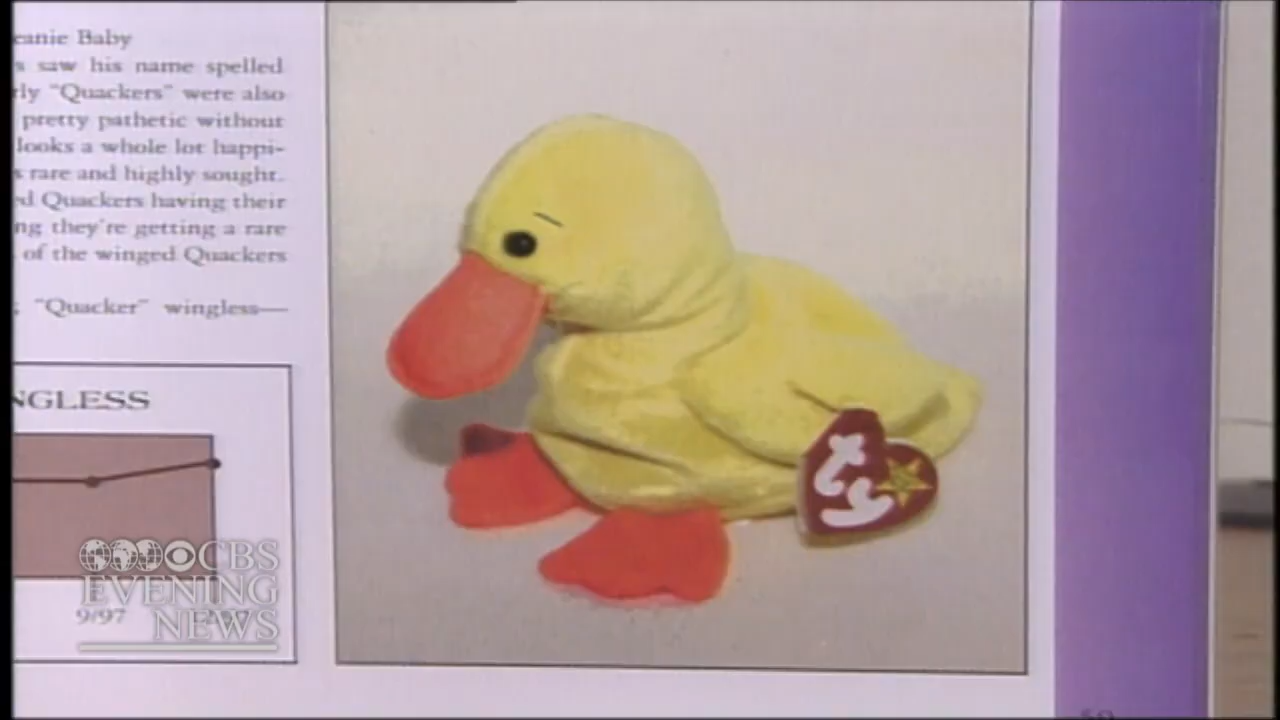 eanie Baby
s saw his name spelled
rly "Quackers" were also
pretty pathetic without
looks a whole lot happi-
s rare and highly sought.
ed Quackers having their
ng they're getting a rare
of the winged Quackers
"Quacker" wingless—
NGLESS
9/97
CBS
EVENING
NEWS
ty